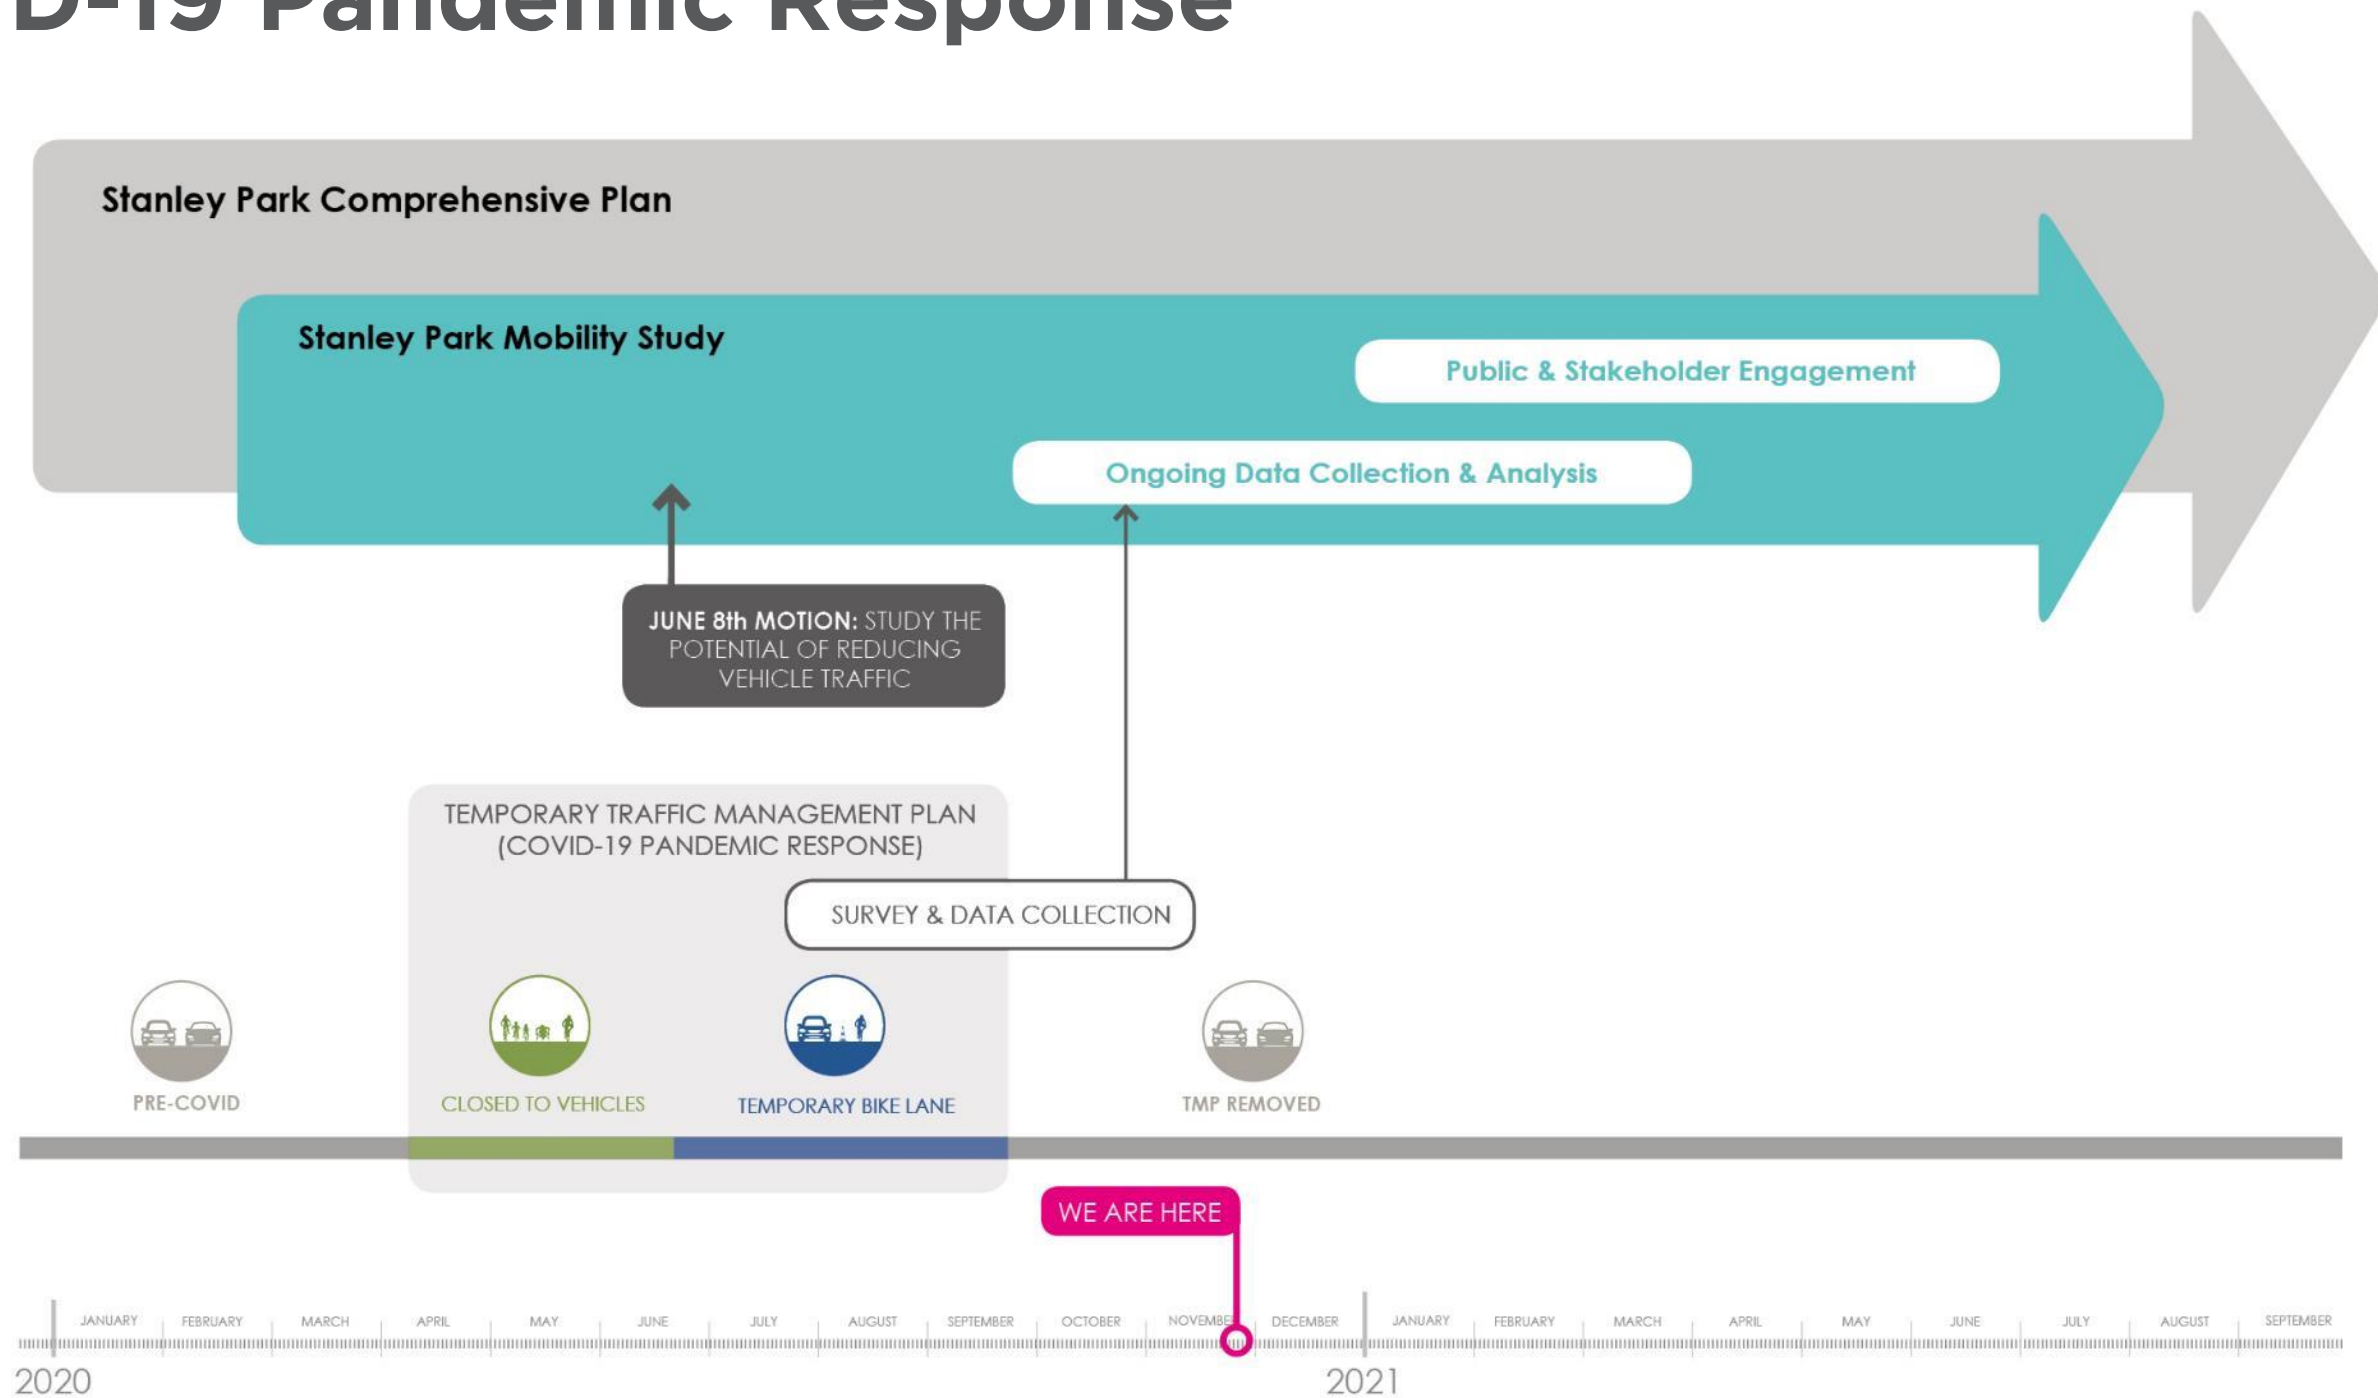 D-19 Pandemic Response
Stanley Park Comprehensive Plan
Stanley Park Mobility Study
Public & Stakeholder Engagement
Ongoing Data Collection & Analysis
JUNE 8th MOTION: STUDY THE
POTENTIAL OF REDUCING
VEHICLE TRAFFIC
TEMPORARY TRAFFIC MANAGEMENT PLAN
(COVID-19 PANDEMIC RESPONSE)
SURVEY & DATA COLLECTION
PRE-COVID
CLOSED TO VEHICLES
TEMPORARY BIKE LANE
TMP REMOVED
WE ARE HERE
JANUARY FEBRUARY MARCH APRIL MAY JUNE JULY AUGUST SEPTEMBER OCTOBER NOVEMBER DECEMBER JANUARY FEBRUARY MARCH APRIL MAY JUNE JULY AUGUST SEPTEMBER
2020 2021